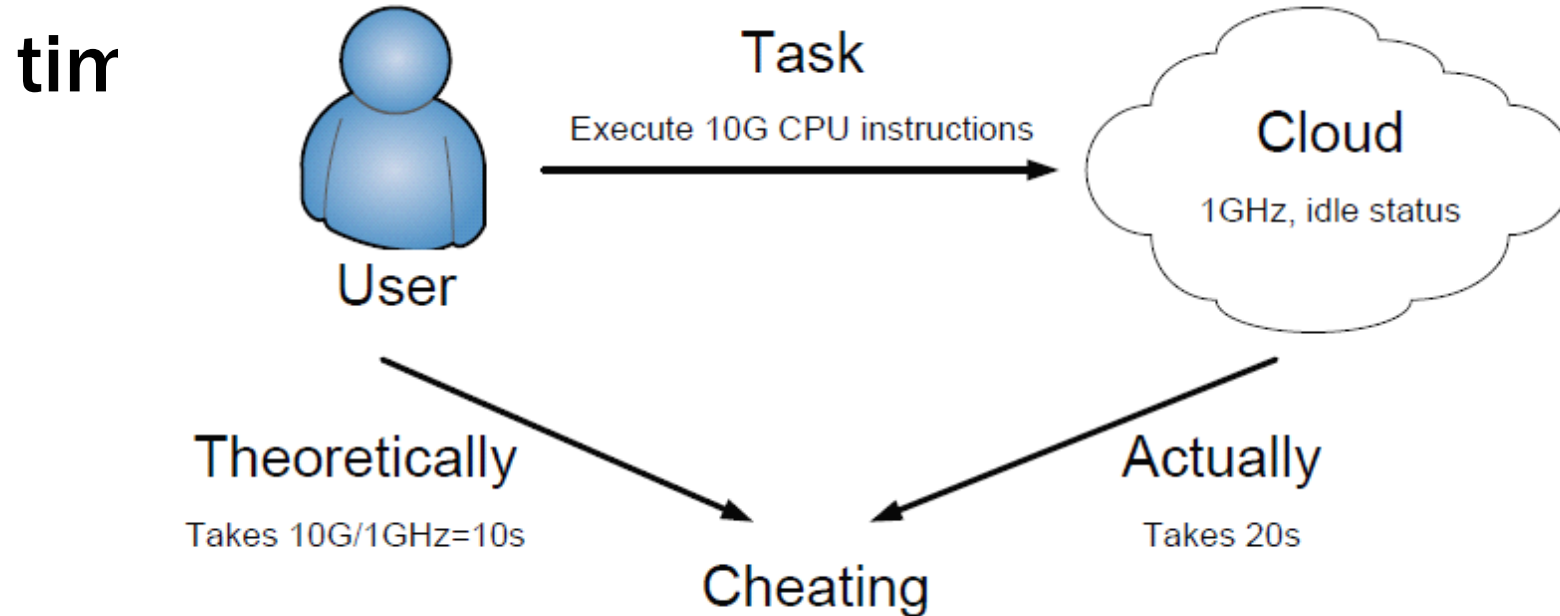 Task
Execute 10G CPU instructions
Cloud
1GHz, idle status
User
Theoretically
Takes 10G/1GHz=10s
Actually
Takes 20s
Cheating